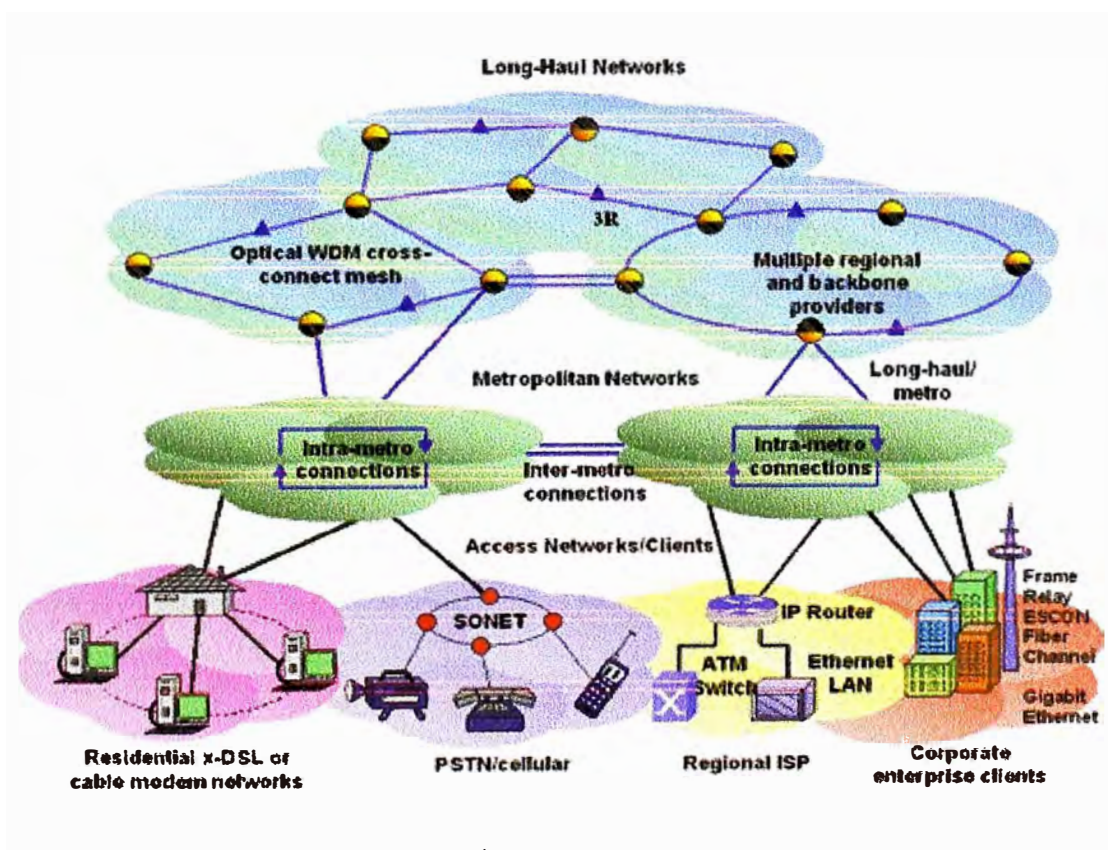 Long-Haul Networks
3R
Optical WDM cross-
connect mesh
Multiple regional
and backbone
providers
Metropolitan Networks
Long-haul/
metro
Intra-metro
connections
Inter-metro
connections
Intra-metro
connections
Access Networks/Clients
SONET
IP Router
ATM
Switch
Ethernet
LAN
Frame
Relay
ESCON
Fiber
Channel
Gigabit
Ethernet
Residential x-DSL or
cable modem networks
PSTN/cellular
Regional ISP
Corporate
enterprise clients